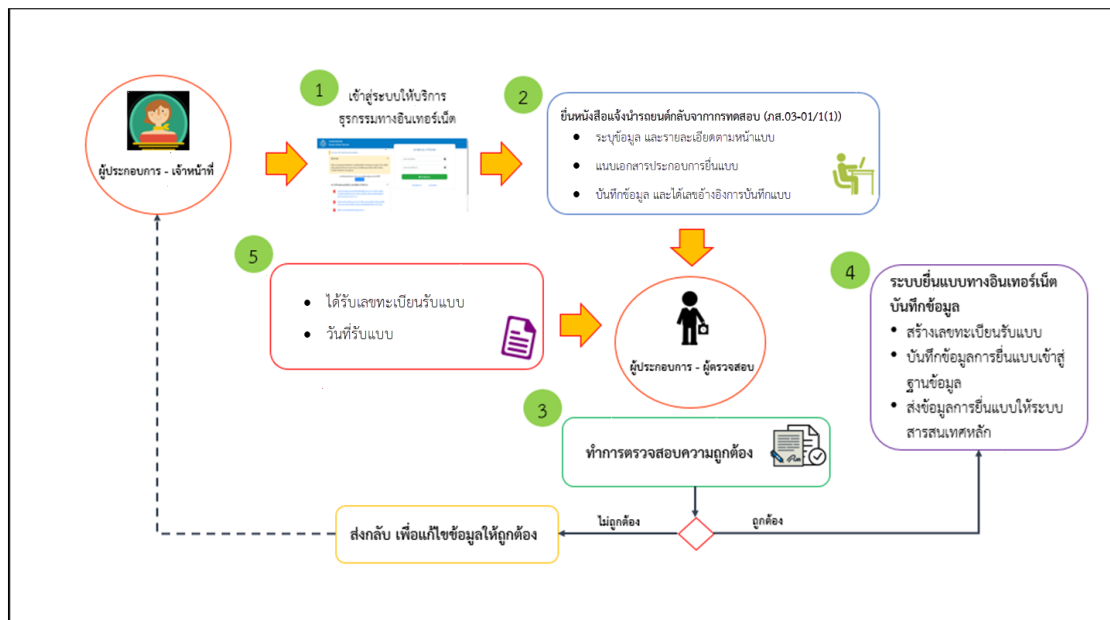 1
เข้าสู่ระบบให้บริการ
ธุรกรรมทางอินเทอร์เน็ต
ผู้ประกอบการ - เจ้าหน้าที่
2
ยื่นหนังสือแจ้งนำรถยนต์กลับจากการทดสอบ (ภส.03-01/1(1))
• ระบุข้อมูล และรายละเอียดตามหน้าแบบ
• แนบเอกสารประกอบการยื่นแบบ
• บันทึกข้อมูล และได้เลขอ้างอิงการบันทึกแบบ
5
• ได้รับเลขทะเบียนรับแบบ
• วันที่รับแบบ
ผู้ประกอบการ - ผู้ตรวจสอบ
4
ระบบยื่นแบบทางอินเทอร์เน็ต
บันทึกข้อมูล
• สร้างเลขทะเบียนรับแบบ
• บันทึกข้อมูลการยื่นแบบเข้าสู่
ฐานข้อมูล
• ส่งข้อมูลการยื่นแบบให้ระบบ
สารสนเทศหลัก
3
ทำการตรวจสอบความถูกต้อง
ไม่ถูกต้อง
ถูกต้อง
ส่งกลับ เพื่อแก้ไขข้อมูลให้ถูกต้อง